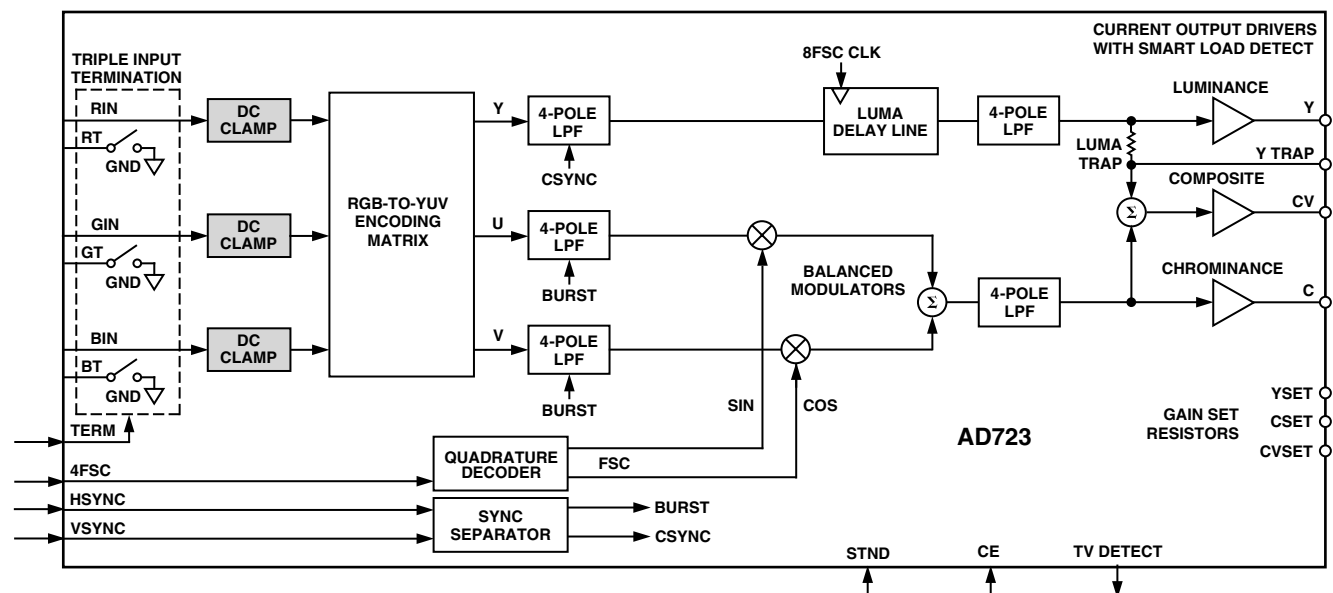 CURRENT OUTPUT DRIVERS
WITH SMART LOAD DETECT
TRIPLE INPUT
TERMINATION
8FSC CLK
LUMINANCE
RIN
DC
CLAMP
Y
4-POLE
LPF
LUMA
DELAY LINE
4-POLE
LPF
Y
RT
GND
CSYNC
LUMA
TRAP
Y TRAP
COMPOSITE
RGB-TO-YUV
ENCODING
MATRIX
GIN
DC
CLAMP
U
4-POLE
LPF
Σ
CV
GT
GND
BURST
BALANCED
MODULATORS
Σ
4-POLE
LPF
CHROMINANCE
C
BIN
DC
CLAMP
V
4-POLE
LPF
BT
GND
BURST
SIN
COS
YSET
GAIN SET
RESISTORS
CSET
CVSET
TERM
AD723
4FSC
QUADRATURE
DECODER
FSC
HSYNC
VSYNC
SYNC
SEPARATOR
BURST
CSYNC
STND
CE
TV DETECT